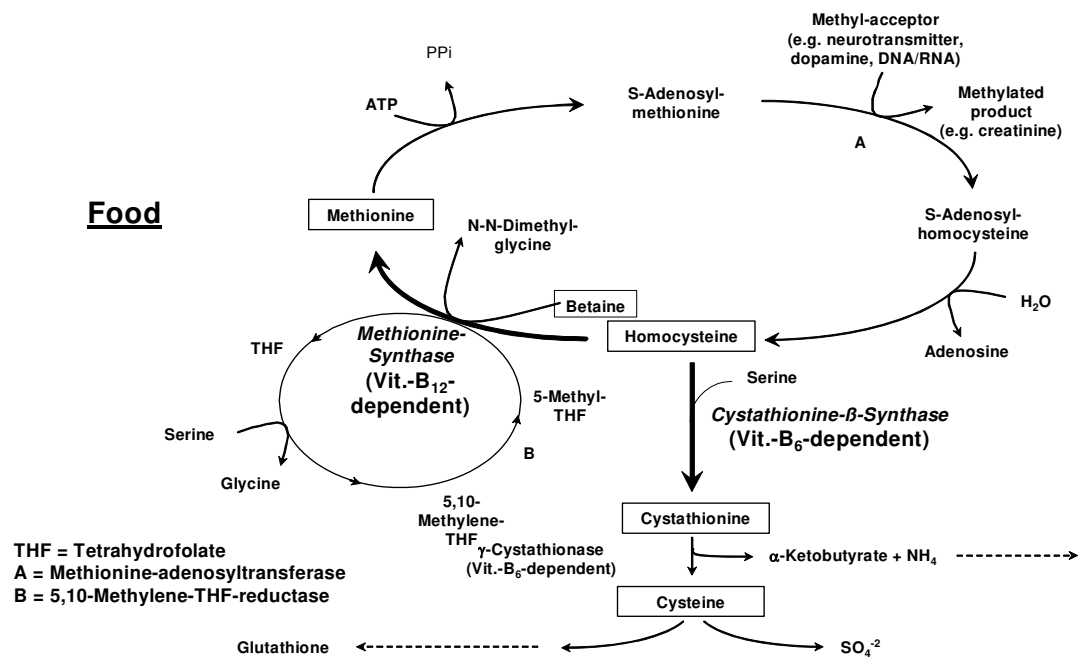 Methyl-acceptor
(e.g. neurotransmitter,
dopamine, DNA/RNA)
PPi
ATP
S-Adenosyl-
methionine
Methylated
product
(e.g. creatinine)
A
Food
Methionine
N-N-Dimethyl-
glycine
S-Adenosyl-
homocysteine
Betaine
H₂O
Homocysteine
Adenosine
THF
Methionine-
Synthase
(Vit.-B₁₂-
dependent)
5-Methyl-
THF
Serine
Cystathionine-ß-Synthase
(Vit.-B₆-dependent)
Serine
Glycine
B
5,10-
Methylene-
THF
Cystathionine
γ-Cystathionase
(Vit.-B₆-dependent)
α-Ketobutyrate + NH₄
THF = Tetrahydrofolate
A = Methionine-adenosyltransferase
B = 5,10-Methylene-THF-reductase
Cysteine
Glutathione
SO₄⁻²